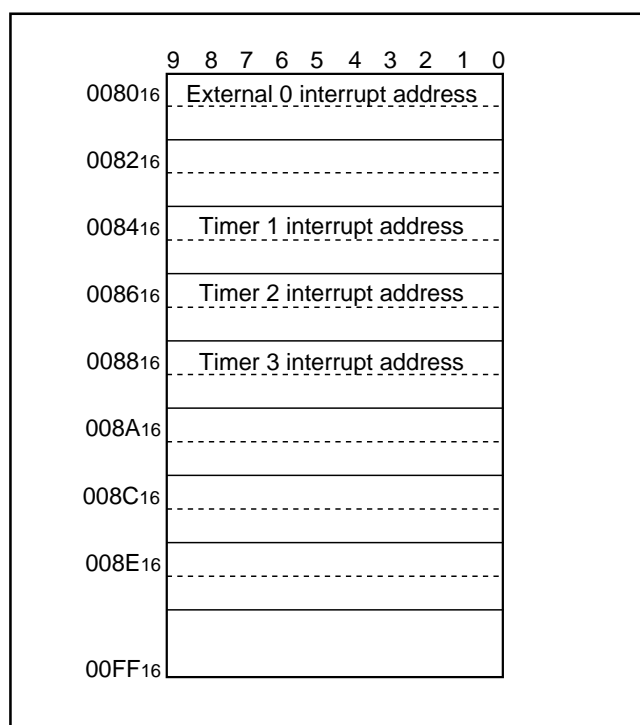 9 8 7 6 5 4 3 2 1 0
008016 External 0 interrupt address
008216
008416 Timer 1 interrupt address
008616 Timer 2 interrupt address
008816 Timer 3 interrupt address
008A16
008C16
008E16
00FF16